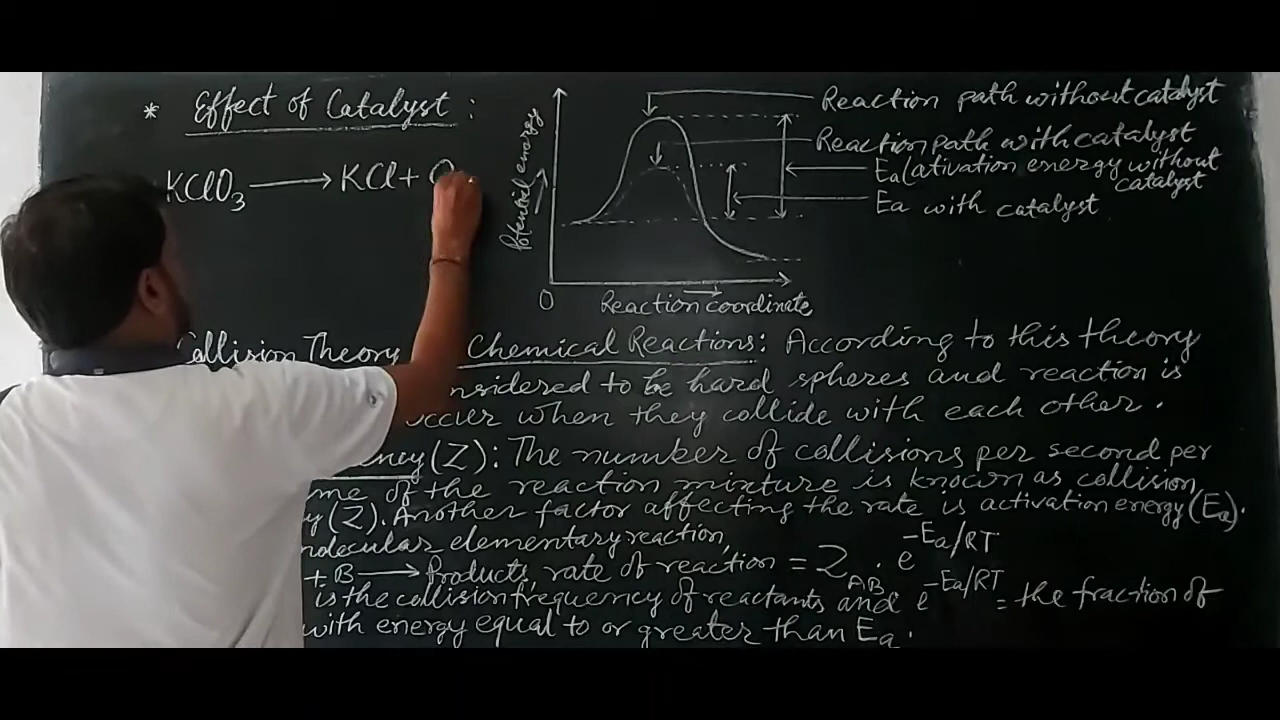 * Effect of Catalyst :
KClO3 ⟶ KCl + O
Potential energy
O
Reaction coordinate
Reaction path without catalyst
Reaction path with catalyst
Ea (ativation energy without
catalyst
Ea with catalyst
Collision Theory Chemical Reactions: According to this theory
nsidered to be hard spheres and reaction is
occur when they collide with each other.
ncy (Z): The number of collisions per second per
me of the reaction mixture is known as collision
y (Z). Another factor affecting the rate is activation energy (Ea).
molecular elementary reaction,
+ B ⟶ Products, rate of reaction = Z_AB . e^-Ea/RT
is the collision frequency of reactants and e^-Ea/RT = the fraction of
with energy equal to or greater than Ea.